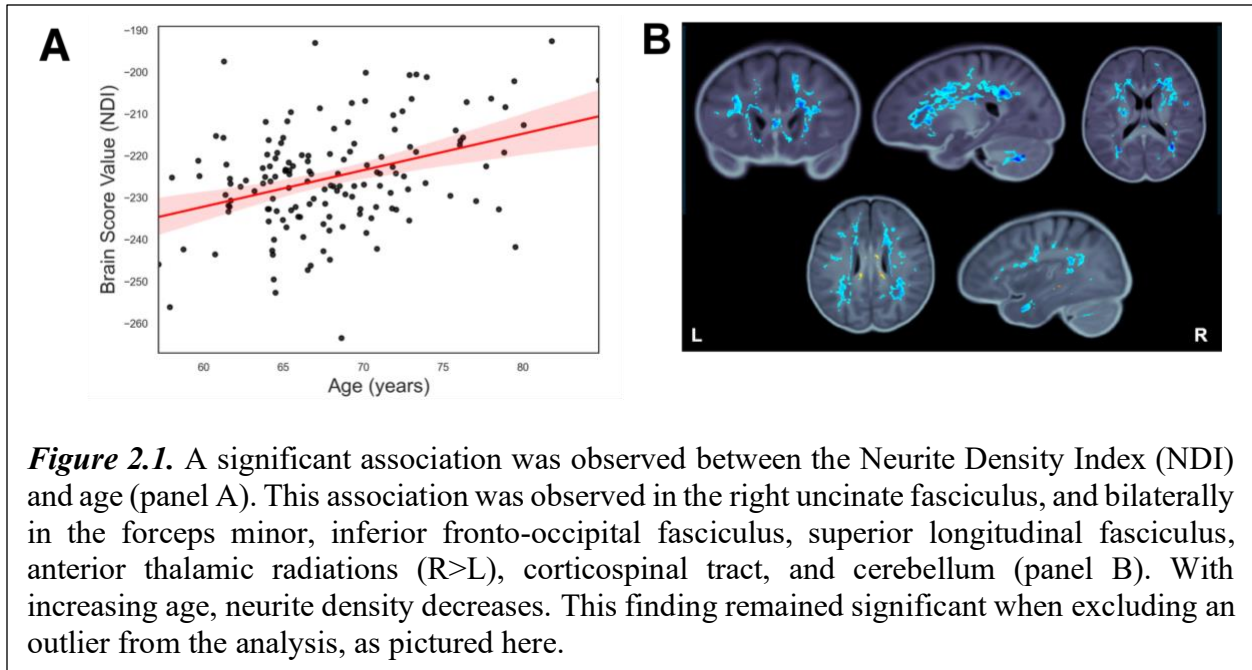 A
B
−190
−200
−210
−220
−230
−240
−250
−260
Brain Score Value (NDI)
60 65 70 75 80
Age (years)
L R
Figure 2.1. A significant association was observed between the Neurite Density Index (NDI)
and age (panel A). This association was observed in the right uncinate fasciculus, and bilaterally
in the forceps minor, inferior fronto-occipital fasciculus, superior longitudinal fasciculus,
anterior thalamic radiations (R>L), corticospinal tract, and cerebellum (panel B). With
increasing age, neurite density decreases. This finding remained significant when excluding an
outlier from the analysis, as pictured here.